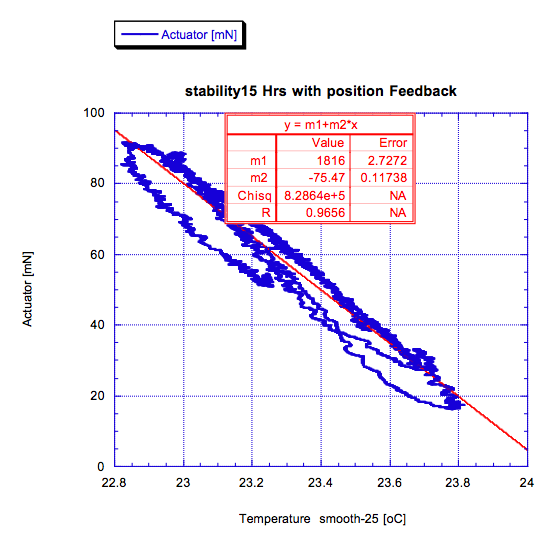 Actuator [mN]
stability15 Hrs with position Feedback
y = m1+m2*x
Value Error
m1 1816 2.7272
m2 -75.47 0.11738
Chisq 8.2864e+5 NA
R 0.9656 NA
100
80
60
40
20
0
Actuator [mN]
22.8 23 23.2 23.4 23.6 23.8 24
Temperature smooth-25 [oC]